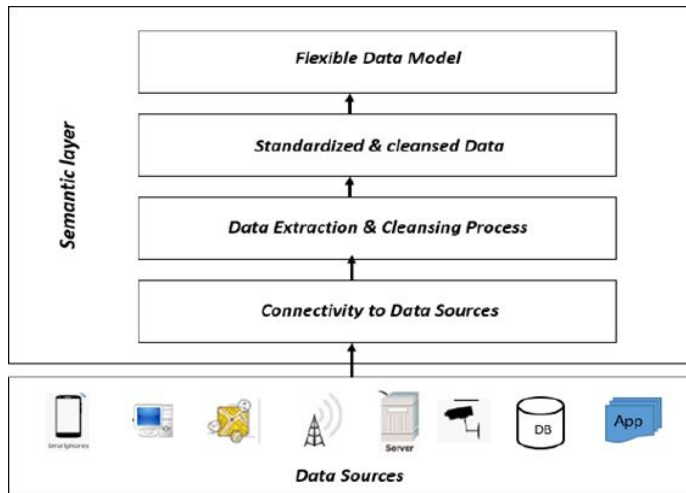 Flexible Data Model
Standardized & cleansed Data
Semantic layer
Data Extraction & Cleansing Process
Connectivity to Data Sources
Smartphones
Server
DB
App
Data Sources